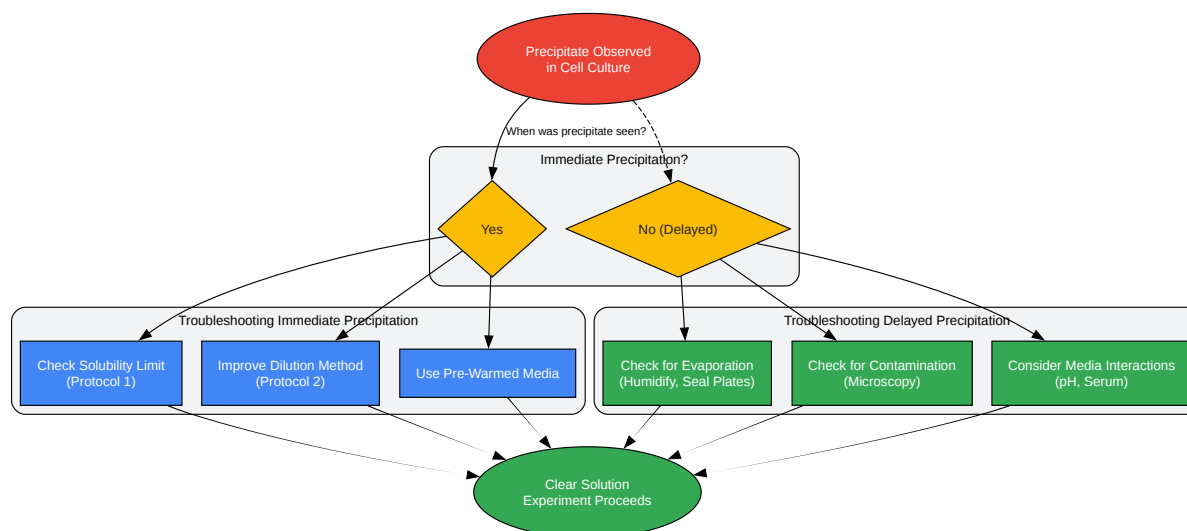 Precipitate Observed
in Cell Culture
When was precipitate seen?
Immediate Precipitation?
Yes
No (Delayed)
Troubleshooting Immediate Precipitation
Troubleshooting Delayed Precipitation
Check Solubility Limit
(Protocol 1)
Improve Dilution Method
(Protocol 2)
Use Pre-Warmed Media
Check for Evaporation
(Humidify, Seal Plates)
Check for Contamination
(Microscopy)
Consider Media Interactions
(pH, Serum)
Clear Solution
Experiment Proceeds